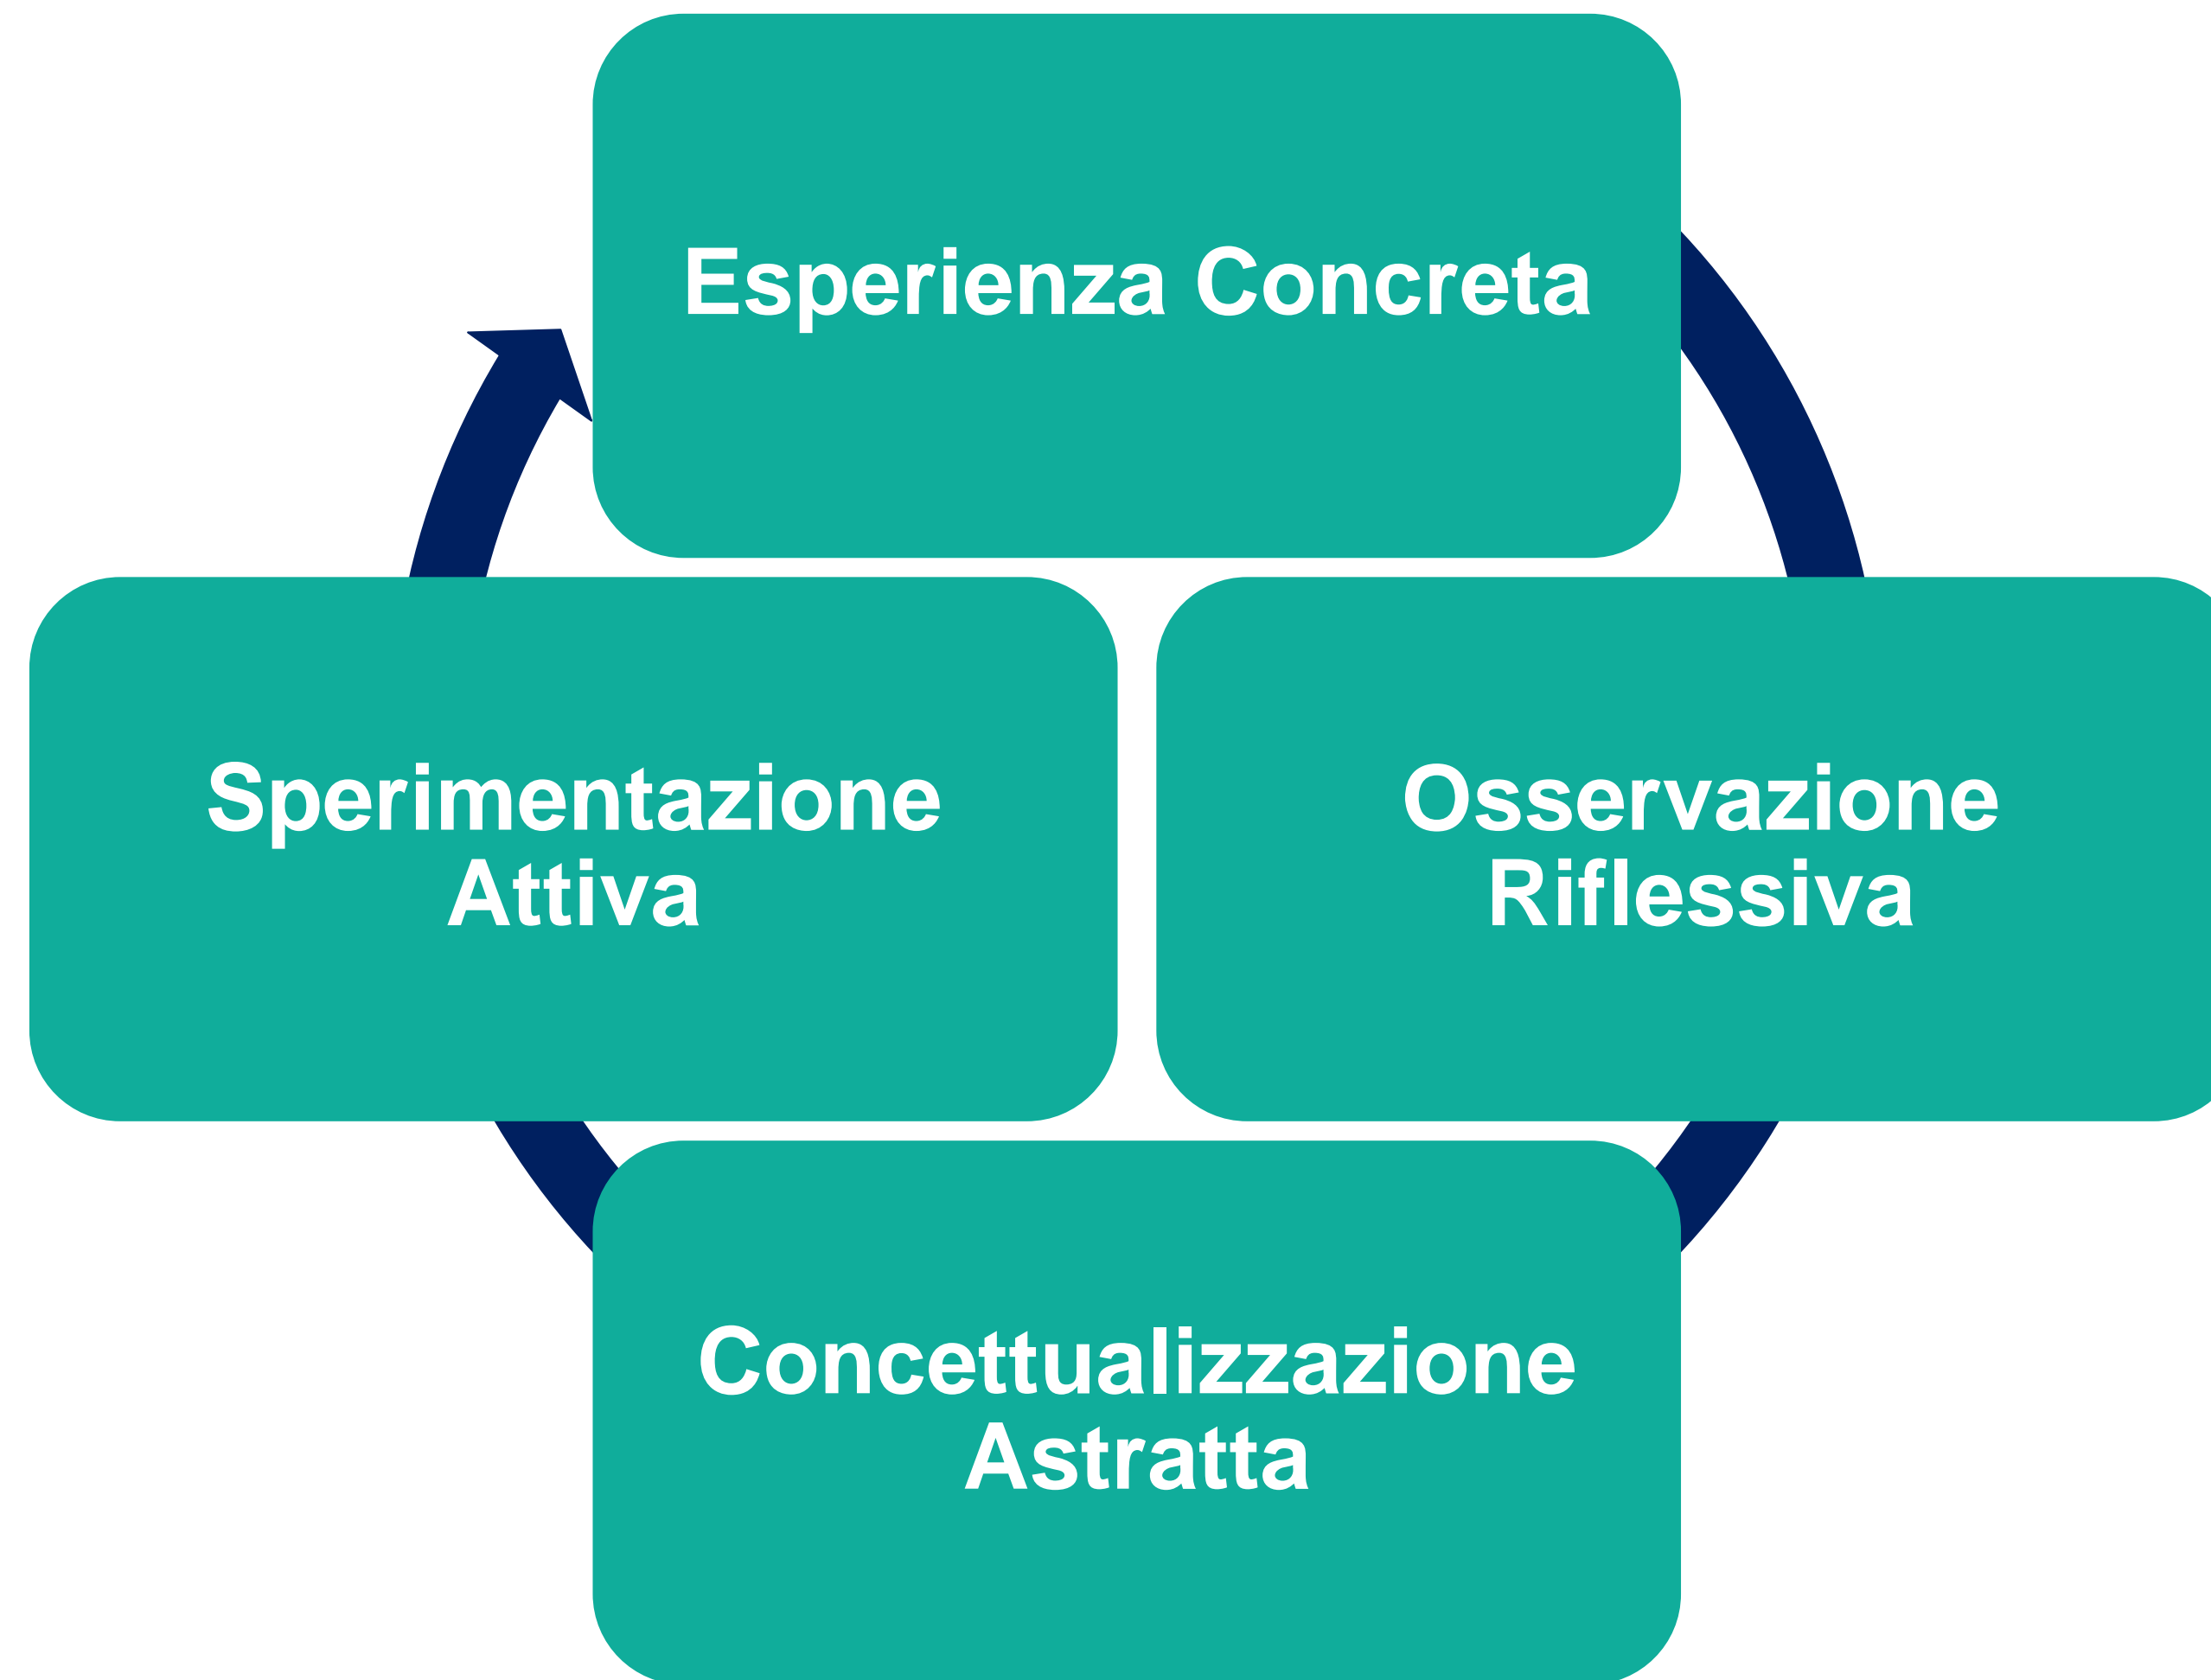 Esperienza Concreta
Sperimentazione
Attiva
Osservazione
Riflessiva
Concettualizzazione
Astratta